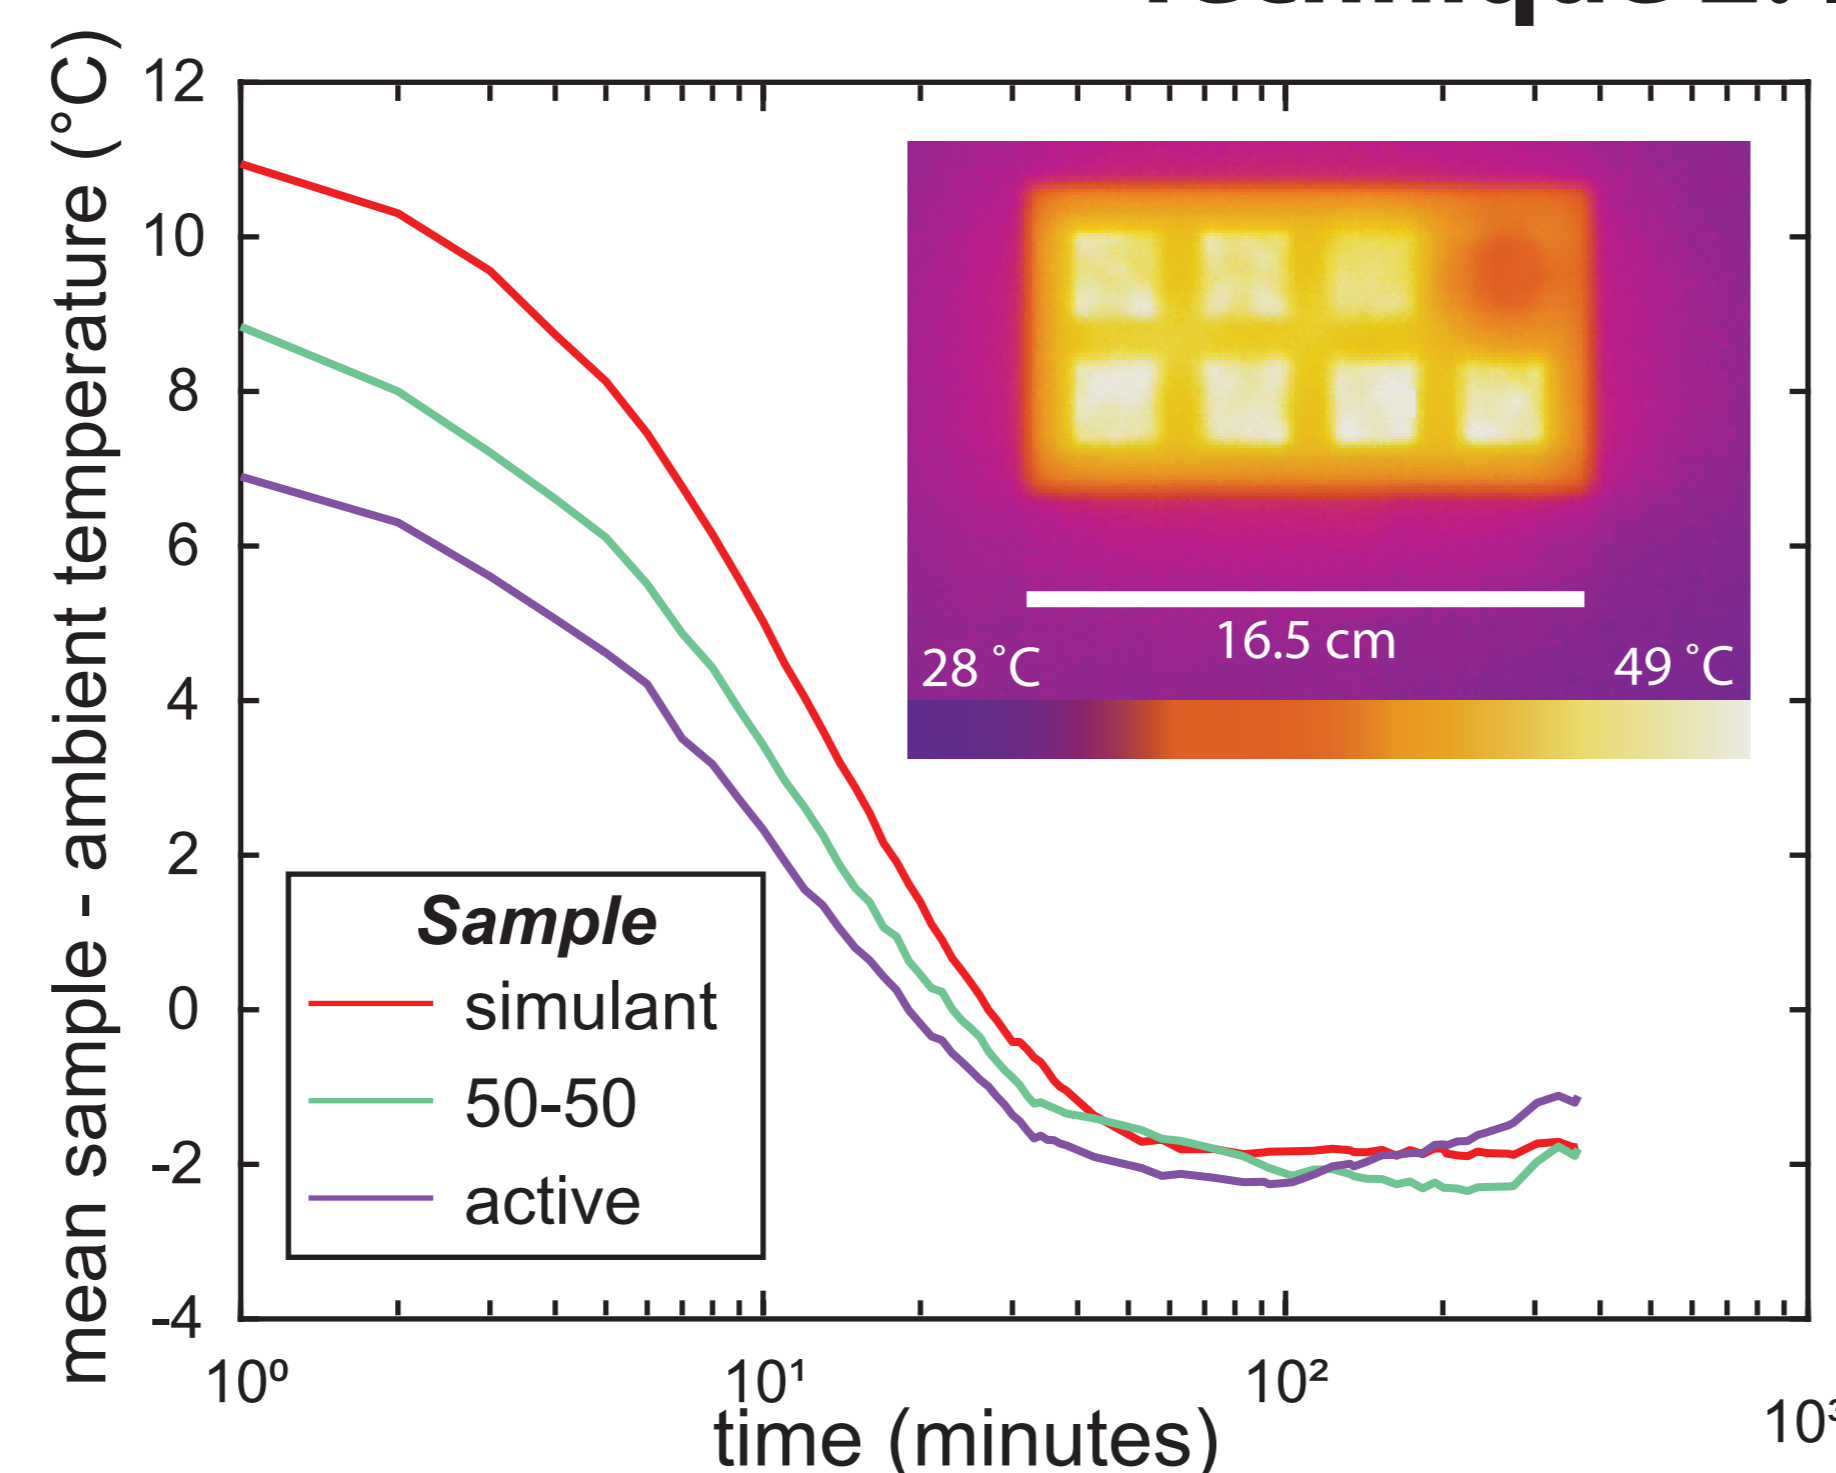 mean sample - ambient temperature (°C)
12
10
8
6
4
2
0
-2
-4
10⁰
10¹
10²
time (minutes)
28 °C
16.5 cm
49 °C
Sample
simulant
50-50
active